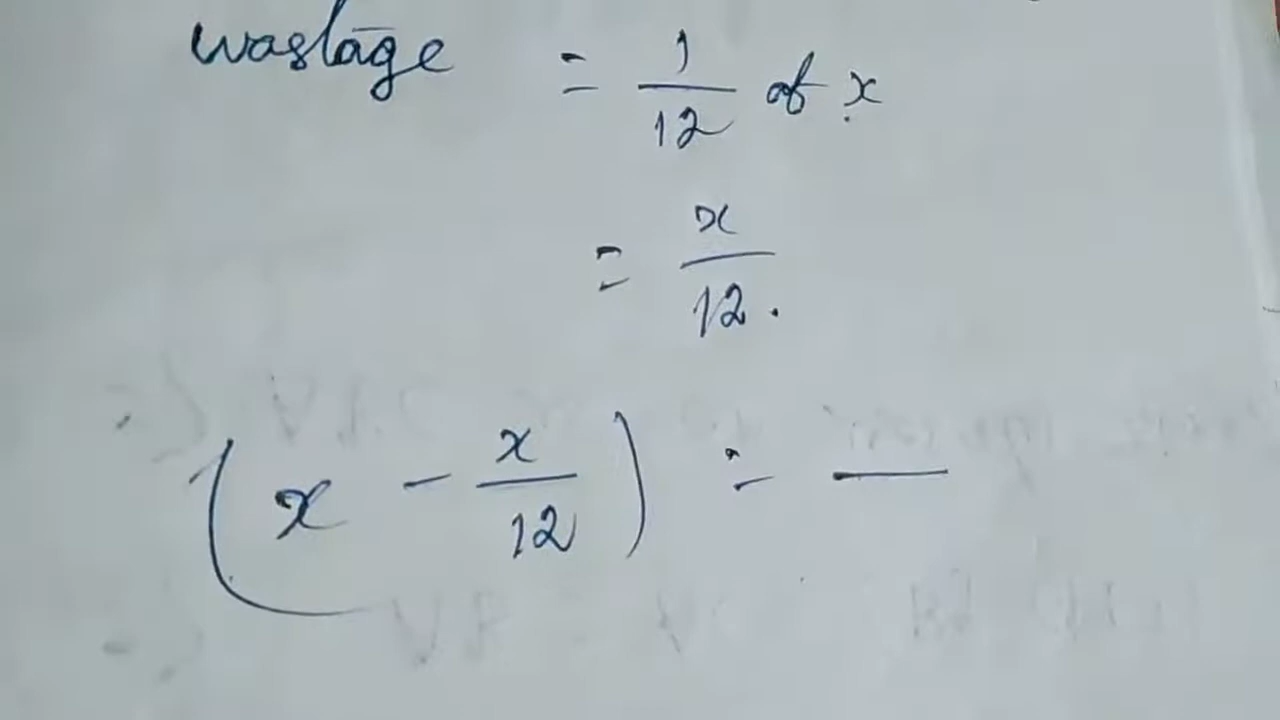 wastage = 1/12 of x
= x/12.
(x - x/12) = —